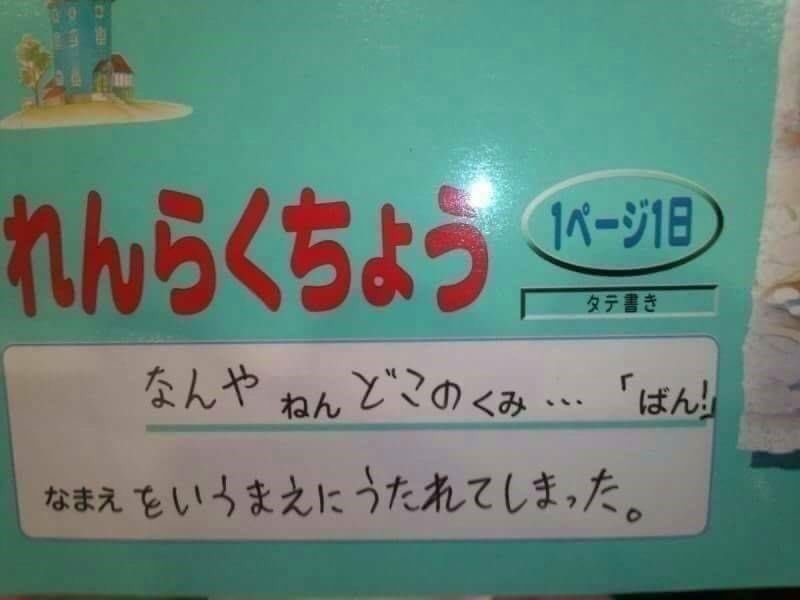 れんらくちょう
1ページ1日
タテ書き
なんや ねん どこの くみ … 「ばん!」
なまえ をいうまえにうたれてしまった。